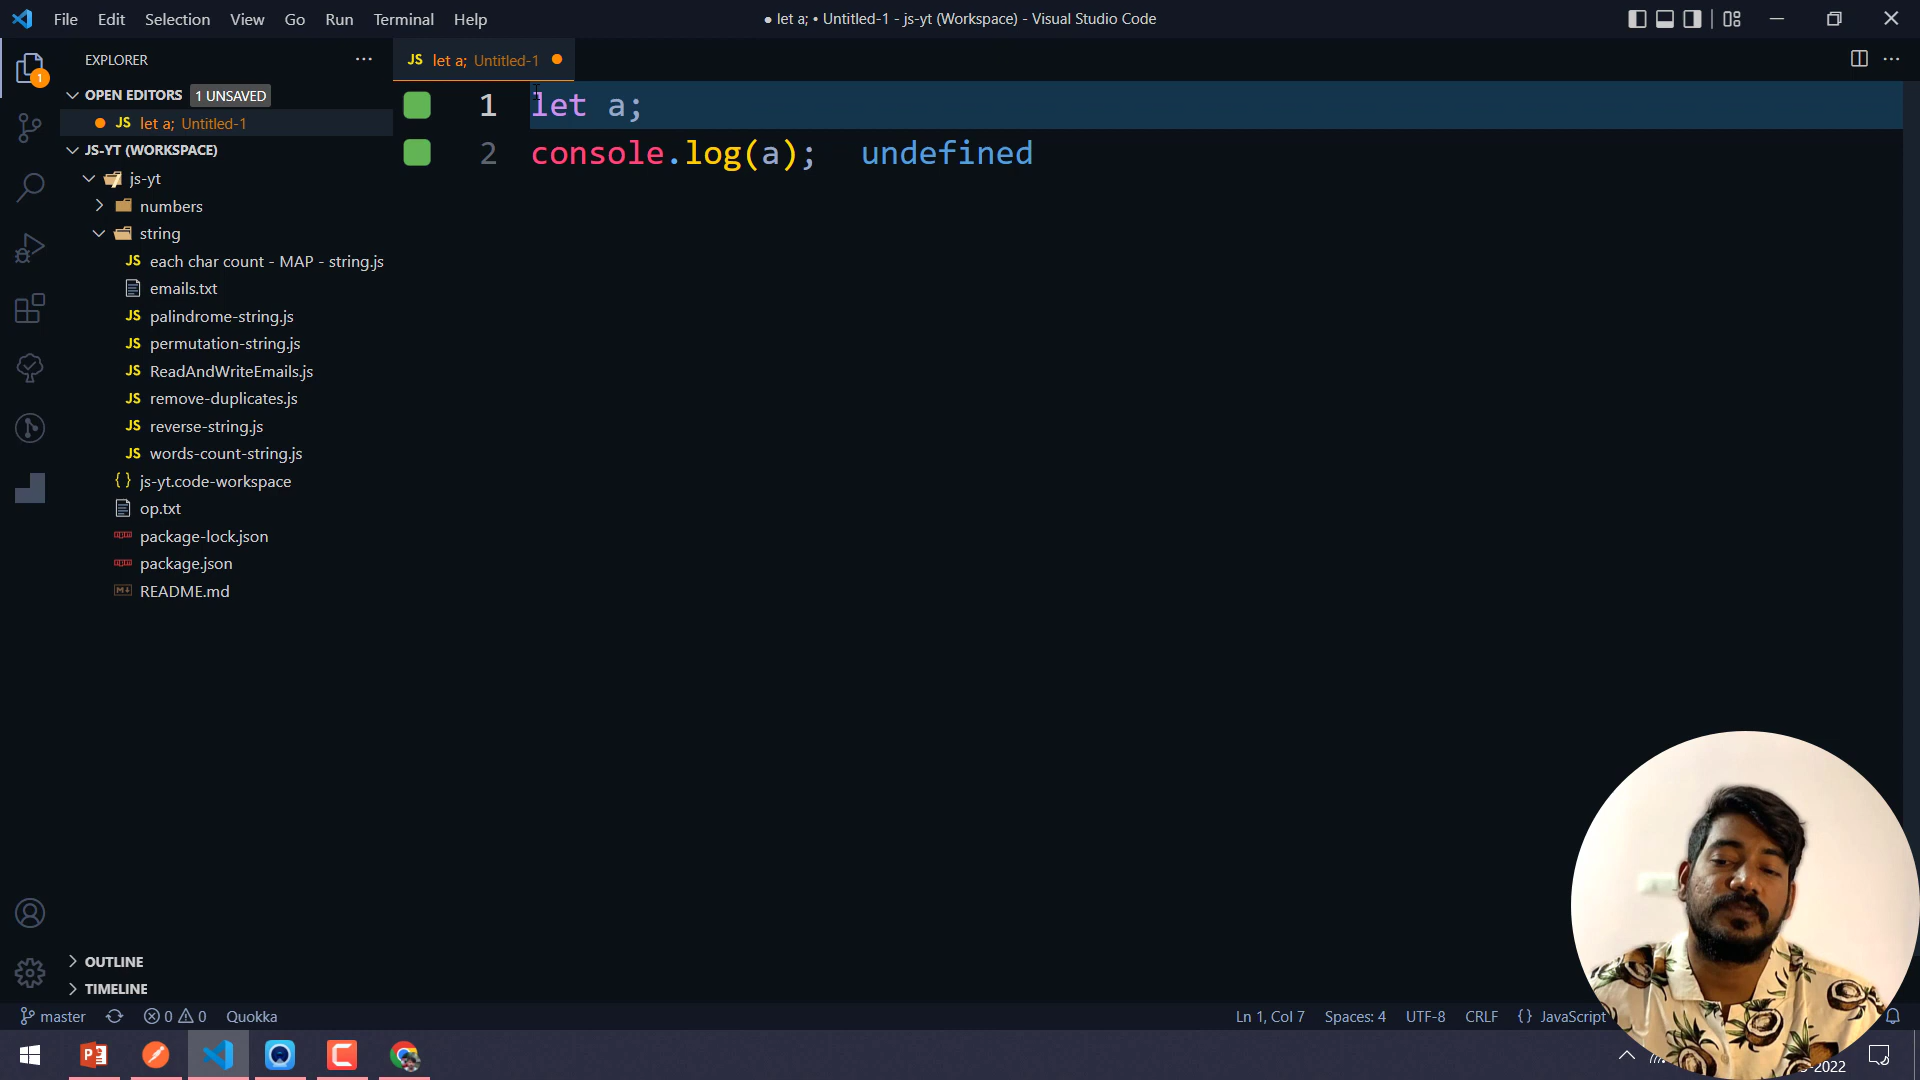 File Edit Selection View Go Run Terminal Help
● let a; • Untitled-1 - js-yt (Workspace) - Visual Studio Code
EXPLORER
JS let a; Untitled-1
OPEN EDITORS 1 UNSAVED
JS let a; Untitled-1
JS-YT (WORKSPACE)
js-yt
numbers
string
JS each char count - MAP - string.js
emails.txt
JS palindrome-string.js
JS permutation-string.js
JS ReadAndWriteEmails.js
JS remove-duplicates.js
JS reverse-string.js
JS words-count-string.js
{} js-yt.code-workspace
op.txt
package-lock.json
package.json
README.md
OUTLINE
TIMELINE
1 let a;
2 console.log(a); undefined
master 0 0 Quokka
Ln 1, Col 7 Spaces: 4 UTF-8 CRLF {} JavaScript
-2022